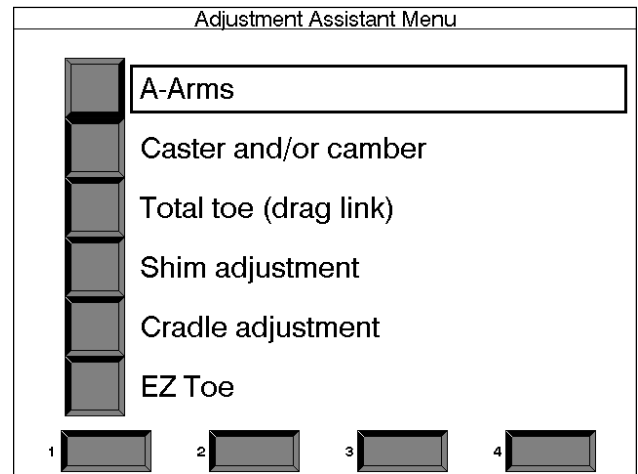 Adjustment Assistant Menu
A-Arms
Caster and/or camber
Total toe (drag link)
Shim adjustment
Cradle adjustment
EZ Toe
1 2 3 4